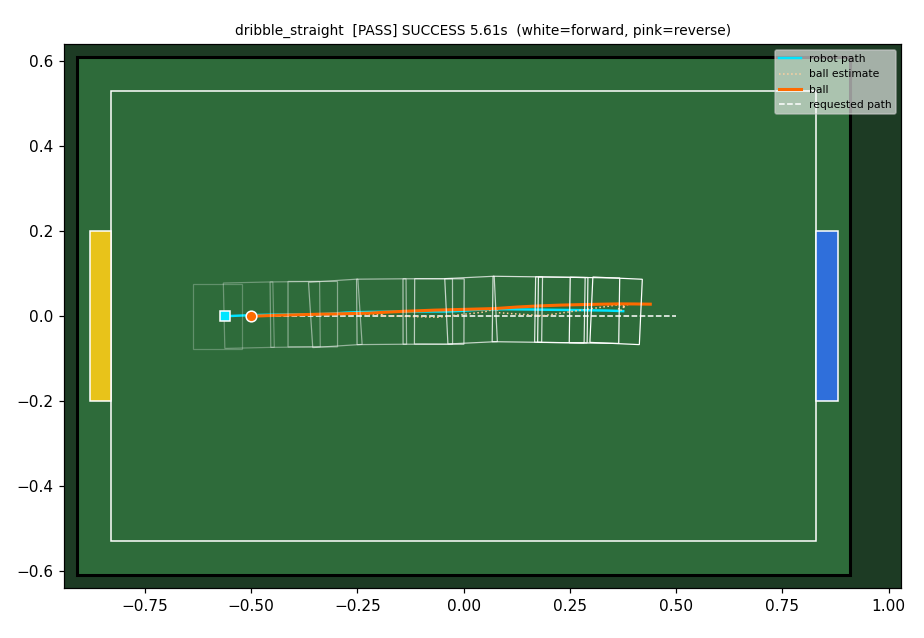 dribble_straight  [PASS] SUCCESS 5.61s  (white=forward, pink=reverse)
robot path
ball estimate
ball
requested path
0.6
0.4
0.2
0.0
−0.2
−0.4
−0.6
−0.75 −0.50 −0.25 0.00 0.25 0.50 0.75 1.00